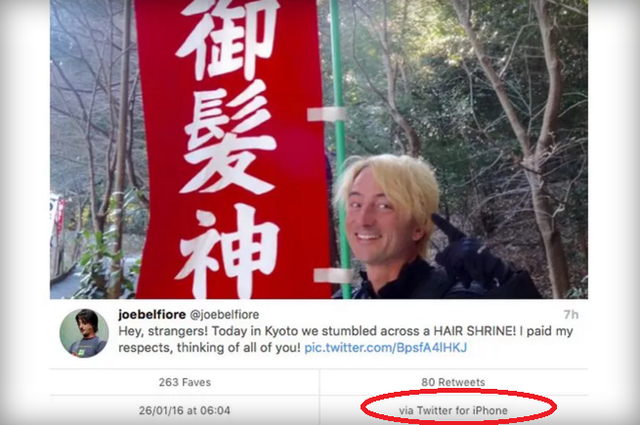 御髪神
joebelfiore @joebelfiore 7h
Hey, strangers! Today in Kyoto we stumbled across a HAIR SHRINE! I paid my
respects, thinking of all of you! pic.twitter.com/BpsfA4lHKJ
263 Faves 80 Retweets
26/01/16 at 06:04 via Twitter for iPhone